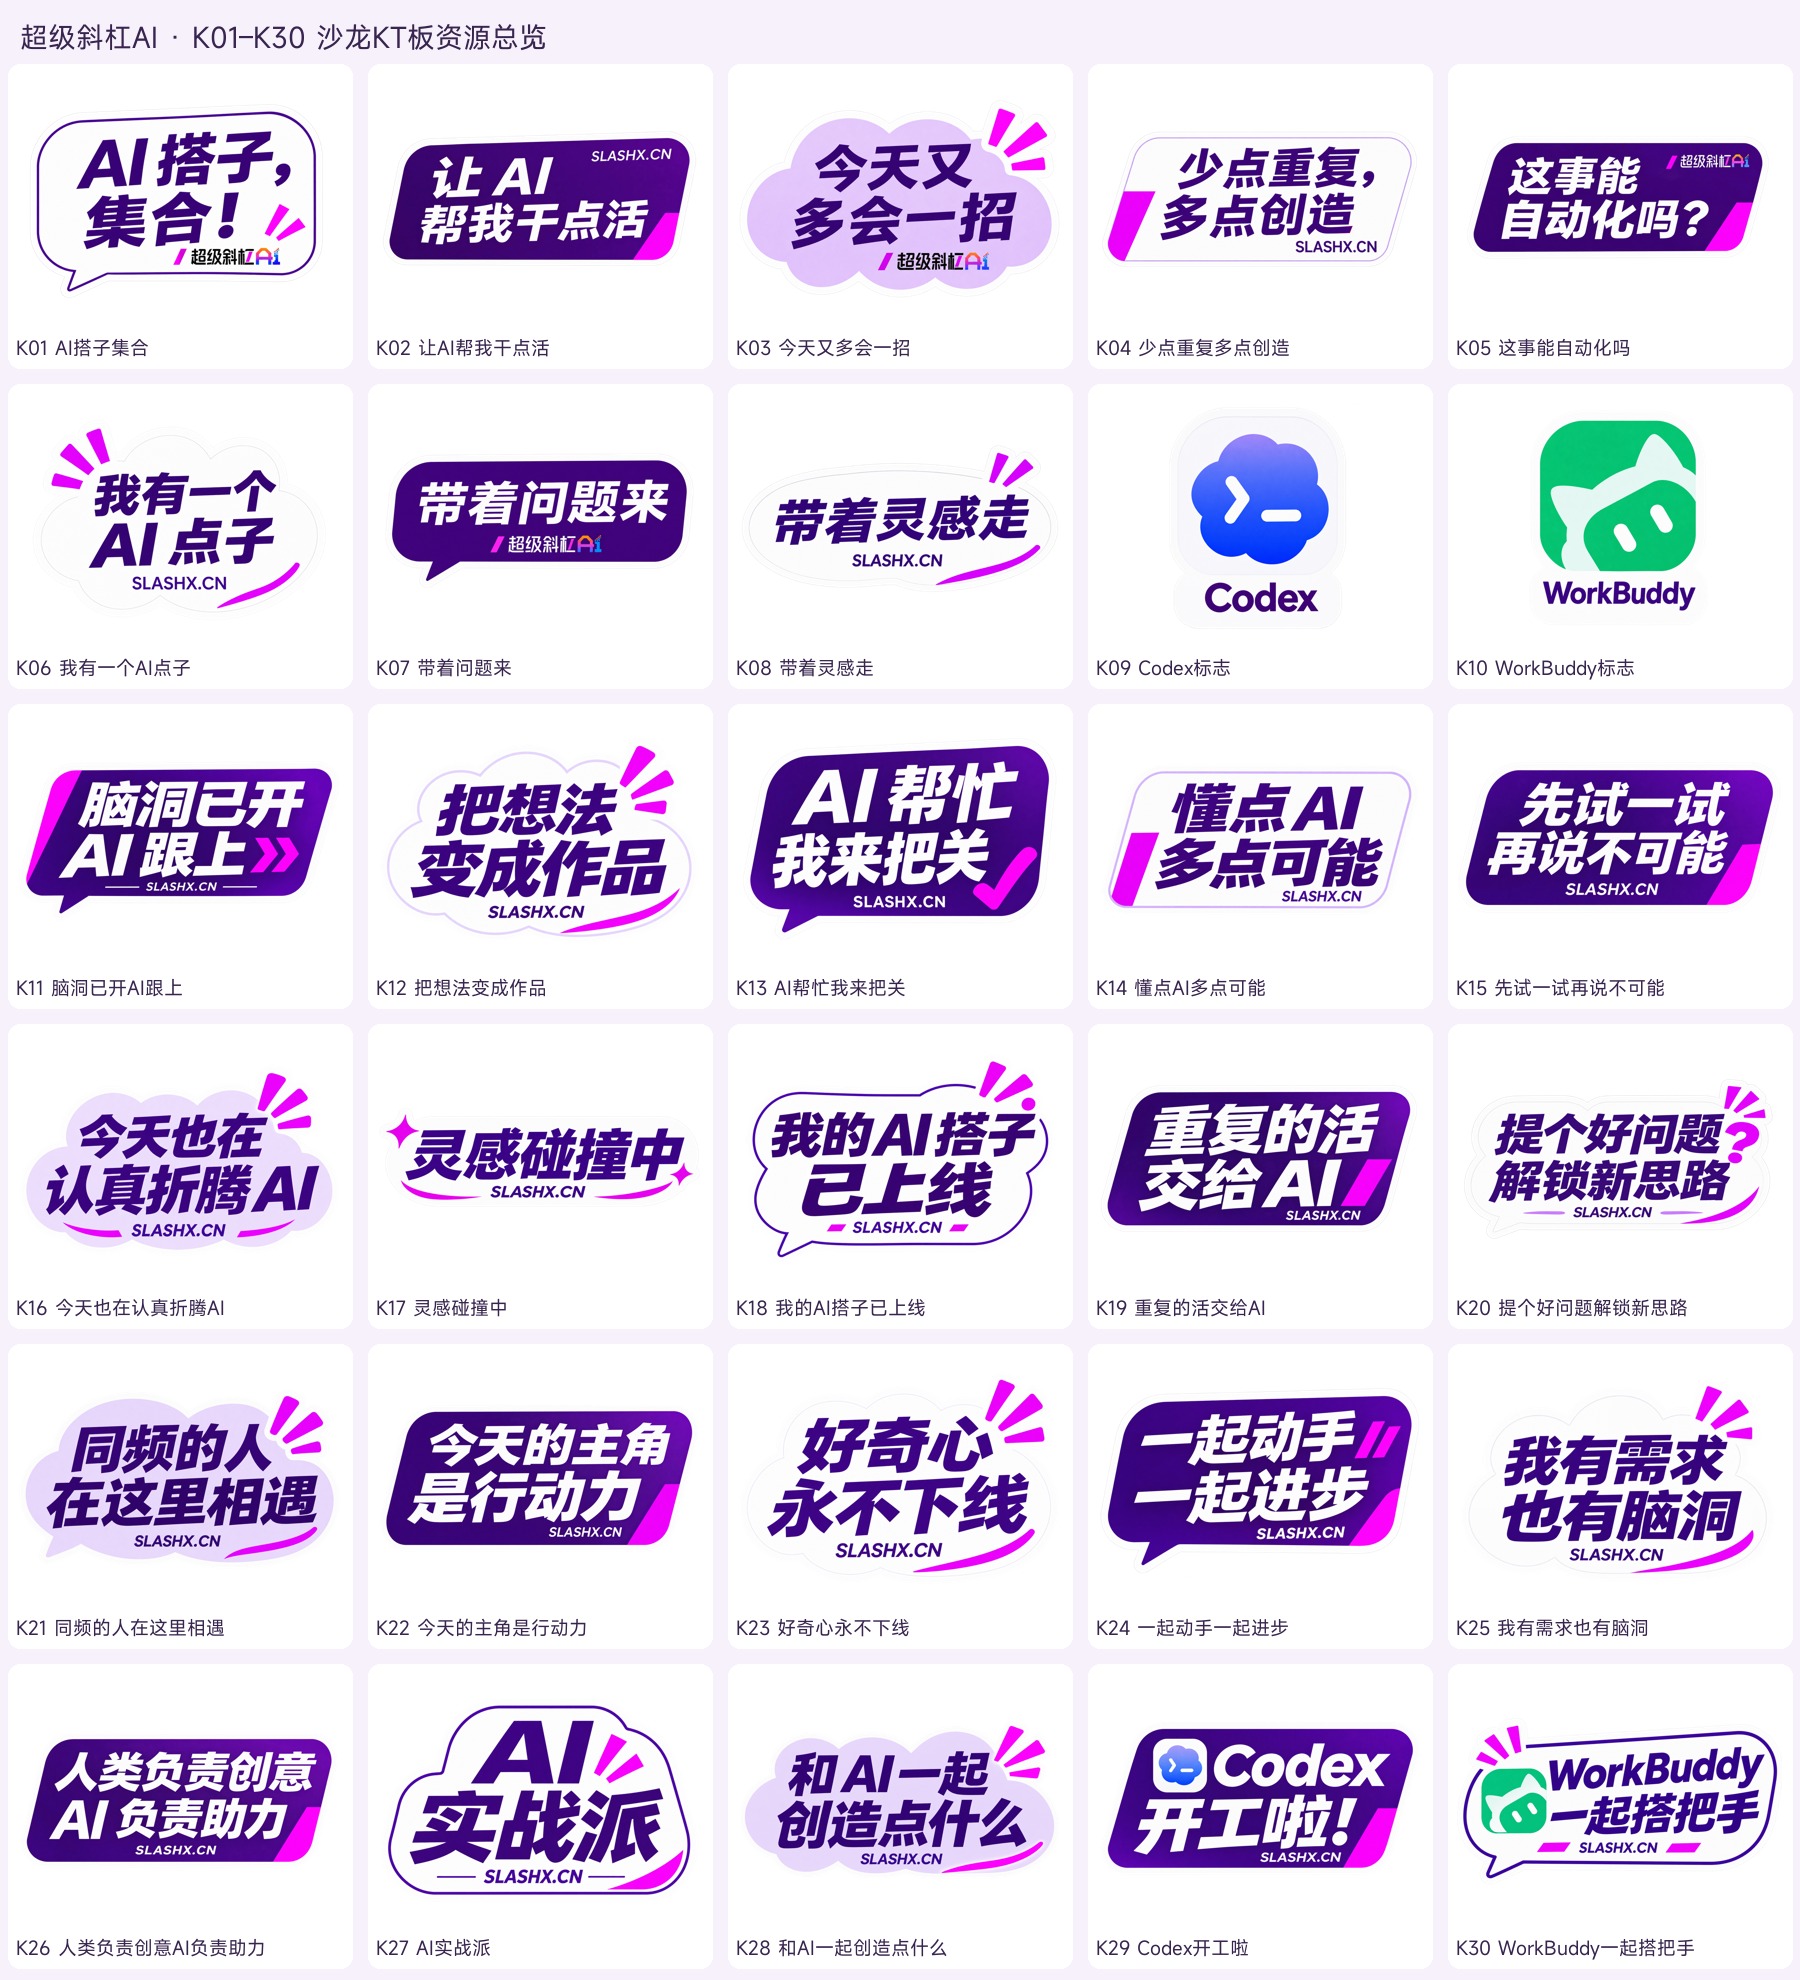 超级斜杠AI · K01–K30 沙龙KT板资源总览
AI 搭子,
集合!
超级斜杠Ai
K01 AI搭子集合
SLASHX.CN
让 AI
帮我干点活
K02 让AI帮我干点活
今天又
多会一招
超级斜杠Ai
K03 今天又多会一招
少点重复,
多点创造
SLASHX.CN
K04 少点重复多点创造
超级斜杠Ai
这事能
自动化吗?
K05 这事能自动化吗
我有一个
AI 点子
SLASHX.CN
K06 我有一个AI点子
带着问题来
超级斜杠Ai
K07 带着问题来
带着灵感走
SLASHX.CN
K08 带着灵感走
Codex
K09 Codex标志
WorkBuddy
K10 WorkBuddy标志
脑洞已开
AI 跟上
SLASHX.CN
K11 脑洞已开AI跟上
把想法
变成作品
SLASHX.CN
K12 把想法变成作品
AI 帮忙
我来把关
SLASHX.CN
K13 AI帮忙我来把关
懂点 AI
多点可能
SLASHX.CN
K14 懂点AI多点可能
先试一试
再说不可能
SLASHX.CN
K15 先试一试再说不可能
今天也在
认真折腾 AI
SLASHX.CN
K16 今天也在认真折腾AI
灵感碰撞中
SLASHX.CN
K17 灵感碰撞中
我的 AI 搭子
已上线
SLASHX.CN
K18 我的AI搭子已上线
重复的活
交给 AI
SLASHX.CN
K19 重复的活交给AI
提个好问题?
解锁新思路
SLASHX.CN
K20 提个好问题解锁新思路
同频的人
在这里相遇
SLASHX.CN
K21 同频的人在这里相遇
今天的主角
是行动力
SLASHX.CN
K22 今天的主角是行动力
好奇心
永不下线
SLASHX.CN
K23 好奇心永不下线
一起动手
一起进步
SLASHX.CN
K24 一起动手一起进步
我有需求
也有脑洞
SLASHX.CN
K25 我有需求也有脑洞
人类负责创意
AI 负责助力
SLASHX.CN
K26 人类负责创意AI负责助力
AI
实战派
SLASHX.CN
K27 AI实战派
和 AI 一起
创造点什么
SLASHX.CN
K28 和AI一起创造点什么
Codex
开工啦!
SLASHX.CN
K29 Codex开工啦
WorkBuddy
一起搭把手
SLASHX.CN
K30 WorkBuddy一起搭把手